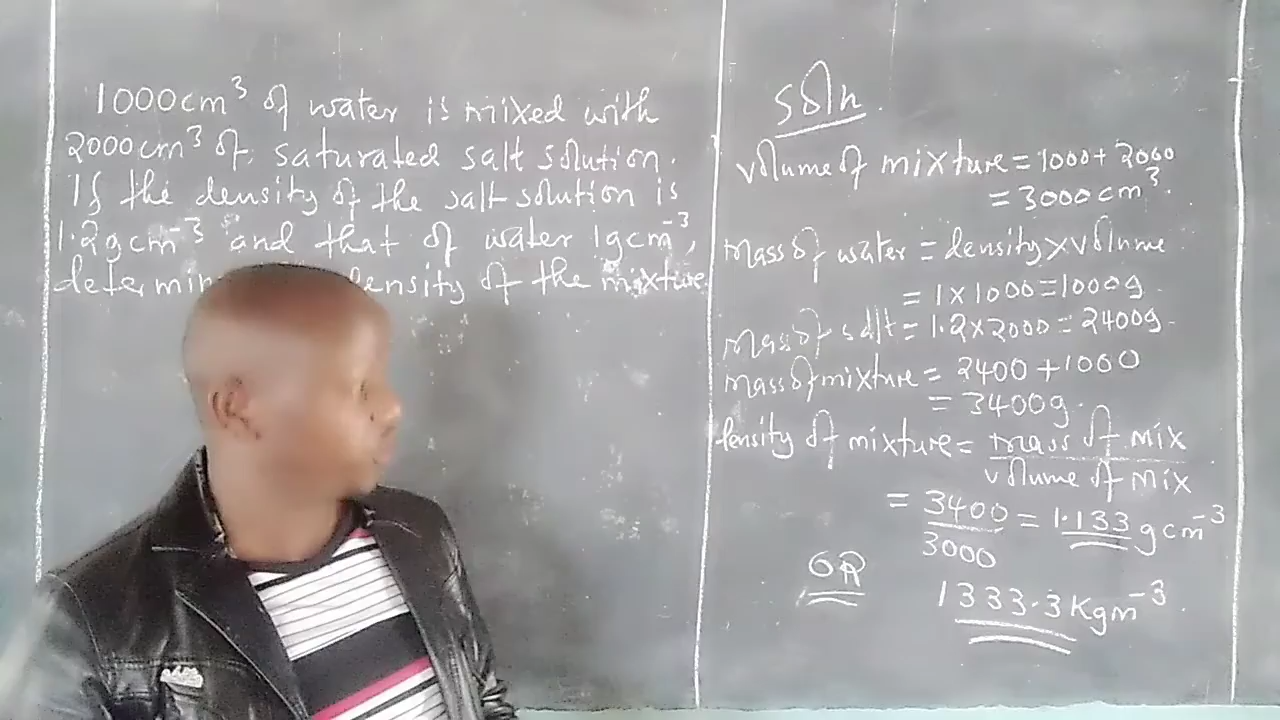 1000cm³ of water is mixed with
2000cm³ of saturated salt solution.
If the density of the salt solution is
1.2gcm⁻³ and that of water 1gcm⁻³,
determin ensity of the mixture
Soln.
Volume of mixture = 1000 + 2000
= 3000cm³.
Mass of water = density x volume
= 1 x 1000 = 1000g.
Mass of salt = 1.2 x 2000 = 2400g.
Mass of mixture = 2400 + 1000
= 3400g.
Density of mixture = mass of mix
volume of mix
= 3400 = 1.133 gcm⁻³
3000
OR
1333.3 Kgm⁻³.